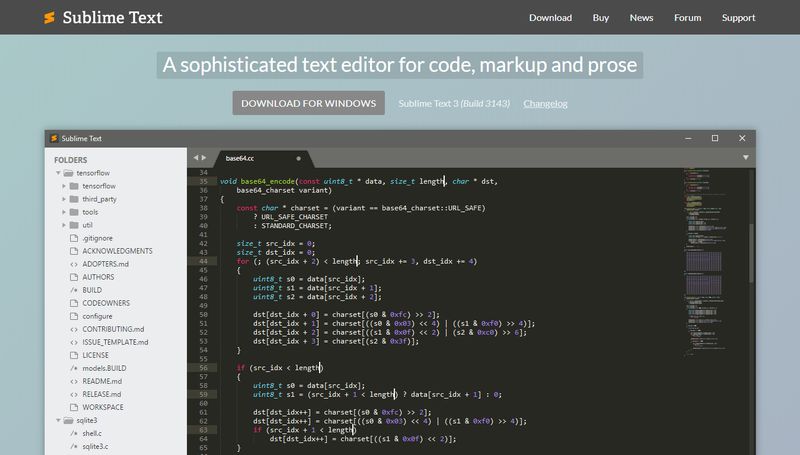 Sublime Text
Download Buy News Forum Support
A sophisticated text editor for code, markup and prose
DOWNLOAD FOR WINDOWS Sublime Text 3 (Build 3143) Changelog
Sublime Text
FOLDERS
tensorflow
tensorflow
third_party
tools
util
.gitignore
ACKNOWLEDGMENTS
ADOPTERS.md
AUTHORS
BUILD
CODEOWNERS
configure
CONTRIBUTING.md
ISSUE_TEMPLATE.md
LICENSE
models.BUILD
README.md
RELEASE.md
WORKSPACE
sqlite3
shell.c
sqlite3.c
base64.cc
34
35 void base64_encode(const uint8_t * data, size_t length, char * dst,
36 base64_charset variant)
37 {
38 const char * charset = (variant == base64_charset::URL_SAFE)
39 ? URL_SAFE_CHARSET
40 : STANDARD_CHARSET;
41
42 size_t src_idx = 0;
43 size_t dst_idx = 0;
44 for (; (src_idx + 2) < length; src_idx += 3, dst_idx += 4)
45 {
46 uint8_t s0 = data[src_idx];
47 uint8_t s1 = data[src_idx + 1];
48 uint8_t s2 = data[src_idx + 2];
49
50 dst[dst_idx + 0] = charset[(s0 & 0xfc) >> 2];
51 dst[dst_idx + 1] = charset[((s0 & 0x03) << 4) | ((s1 & 0xf0) >> 4)];
52 dst[dst_idx + 2] = charset[((s1 & 0x0f) << 2) | (s2 & 0xc0) >> 6];
53 dst[dst_idx + 3] = charset[(s2 & 0x3f)];
54 }
55
56 if (src_idx < length)
57 {
58 uint8_t s0 = data[src_idx];
59 uint8_t s1 = (src_idx + 1 < length) ? data[src_idx + 1] : 0;
60
61 dst[dst_idx++] = charset[(s0 & 0xfc) >> 2];
62 dst[dst_idx++] = charset[((s0 & 0x03) << 4) | ((s1 & 0xf0) >> 4)];
63 if (src_idx + 1 < length)
64 dst[dst_idx++] = charset[((s1 & 0x0f) << 2)];
65 }